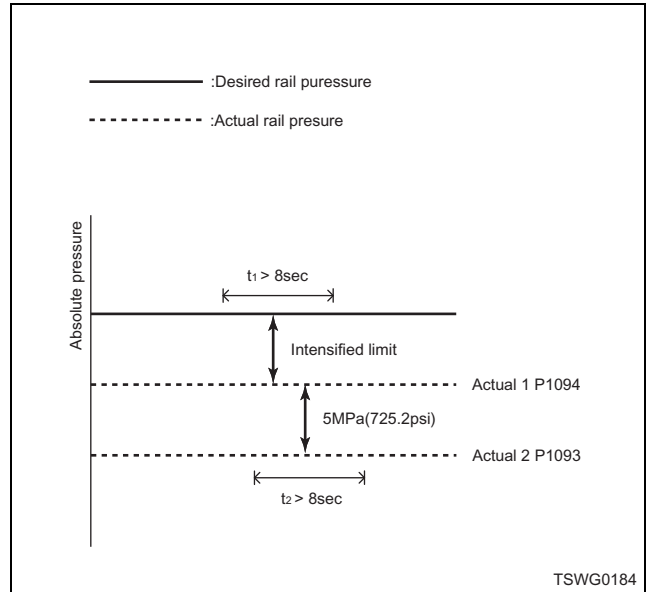 :Desired rail puressure
:Actual rail presure
Absolute pressure
t1 > 8sec
Intensified limit
Actual 1 P1094
5MPa(725.2psi)
Actual 2 P1093
t2 > 8sec
TSWG0184